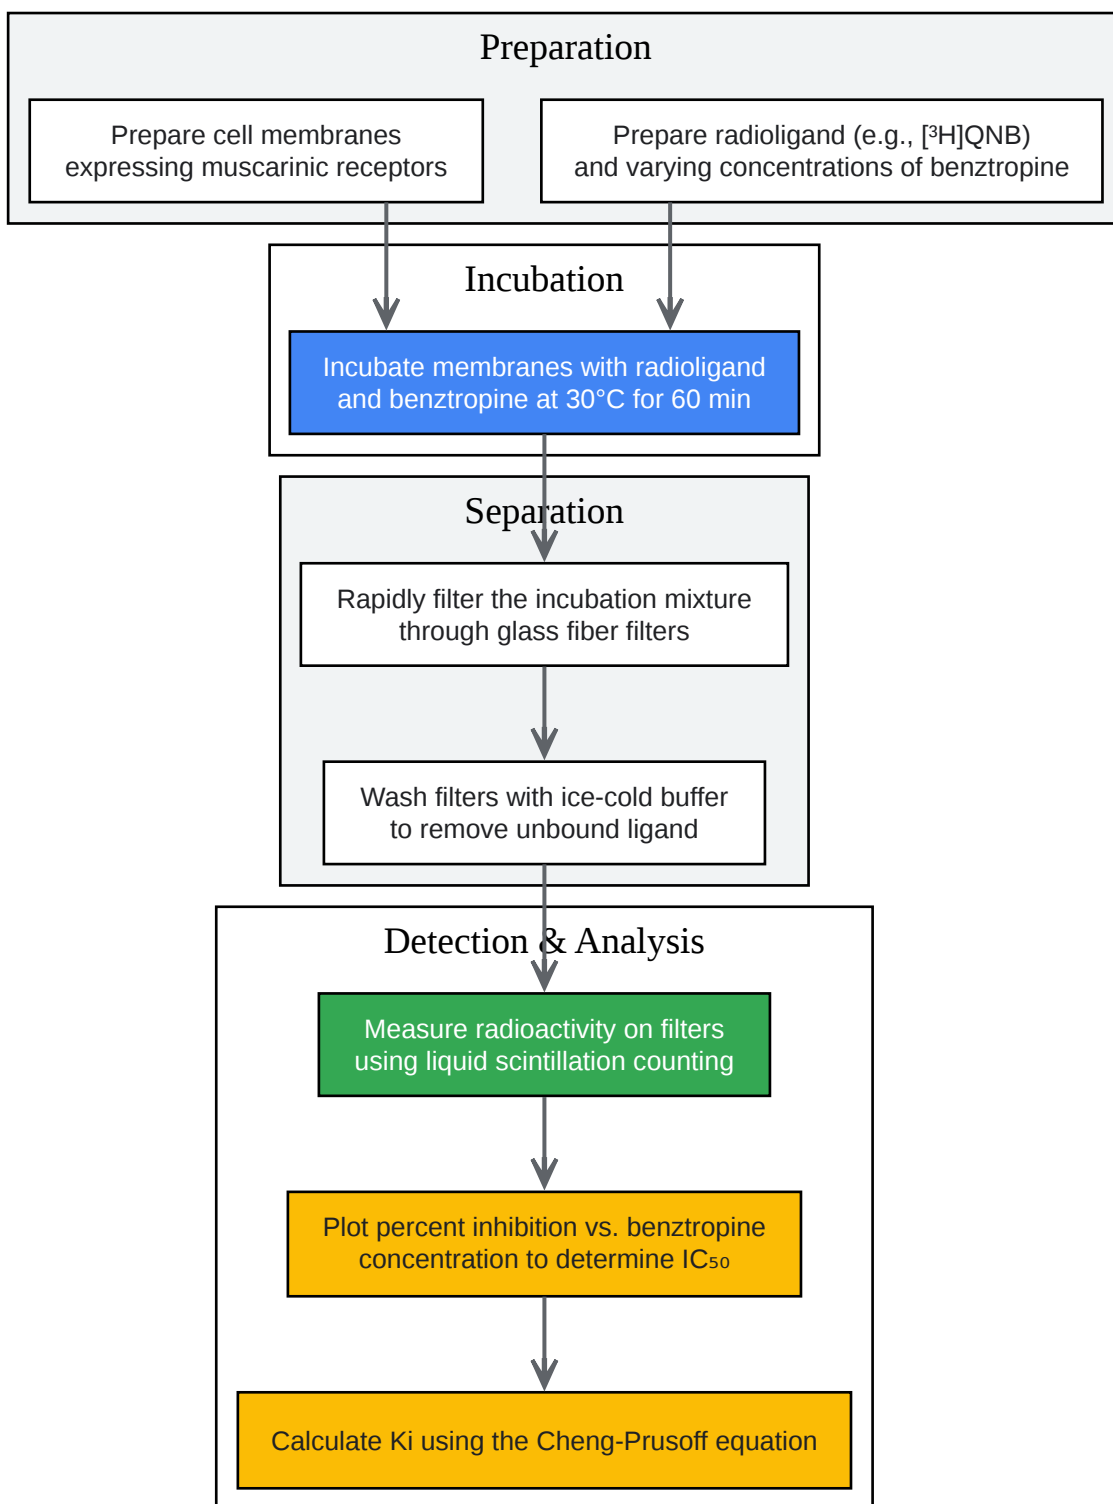 Preparation
Prepare cell membranes
expressing muscarinic receptors
Prepare radioligand (e.g., [³H]QNB)
and varying concentrations of benztropine
Incubation
Incubate membranes with radioligand
and benztropine at 30°C for 60 min
Separation
Rapidly filter the incubation mixture
through glass fiber filters
Wash filters with ice-cold buffer
to remove unbound ligand
Detection & Analysis
Measure radioactivity on filters
using liquid scintillation counting
Plot percent inhibition vs. benztropine
concentration to determine IC₅₀
Calculate Ki using the Cheng-Prusoff equation